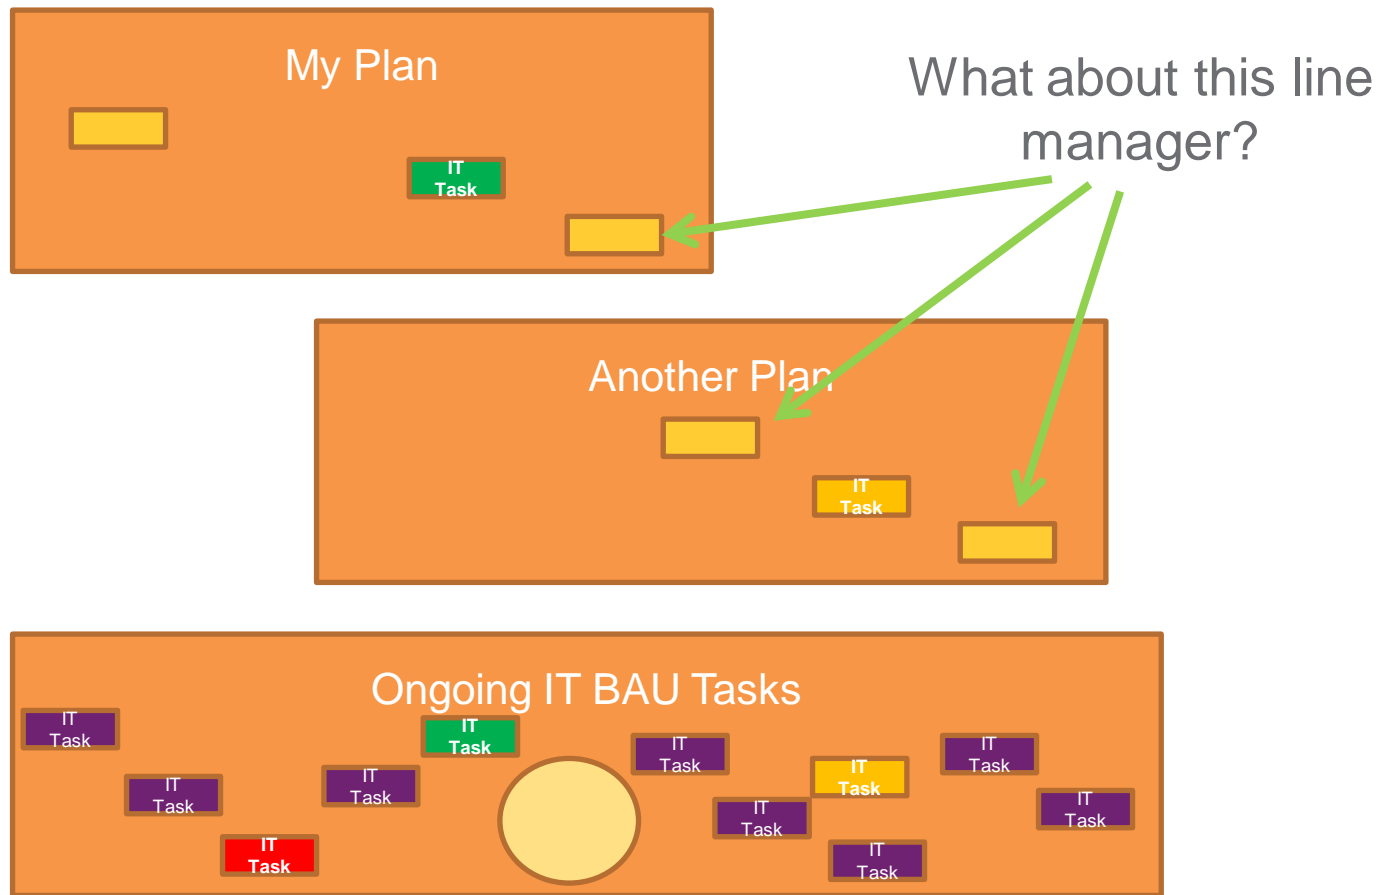 My Plan
What about this line
manager?
IT
Task
Another Plan
IT
Task
Ongoing IT BAU Tasks
IT
Task
IT
Task
IT
Task
IT
Task
IT
Task
IT
Task
IT
Task
IT
Task
IT
Task
IT
Task
IT
Task
IT
Task